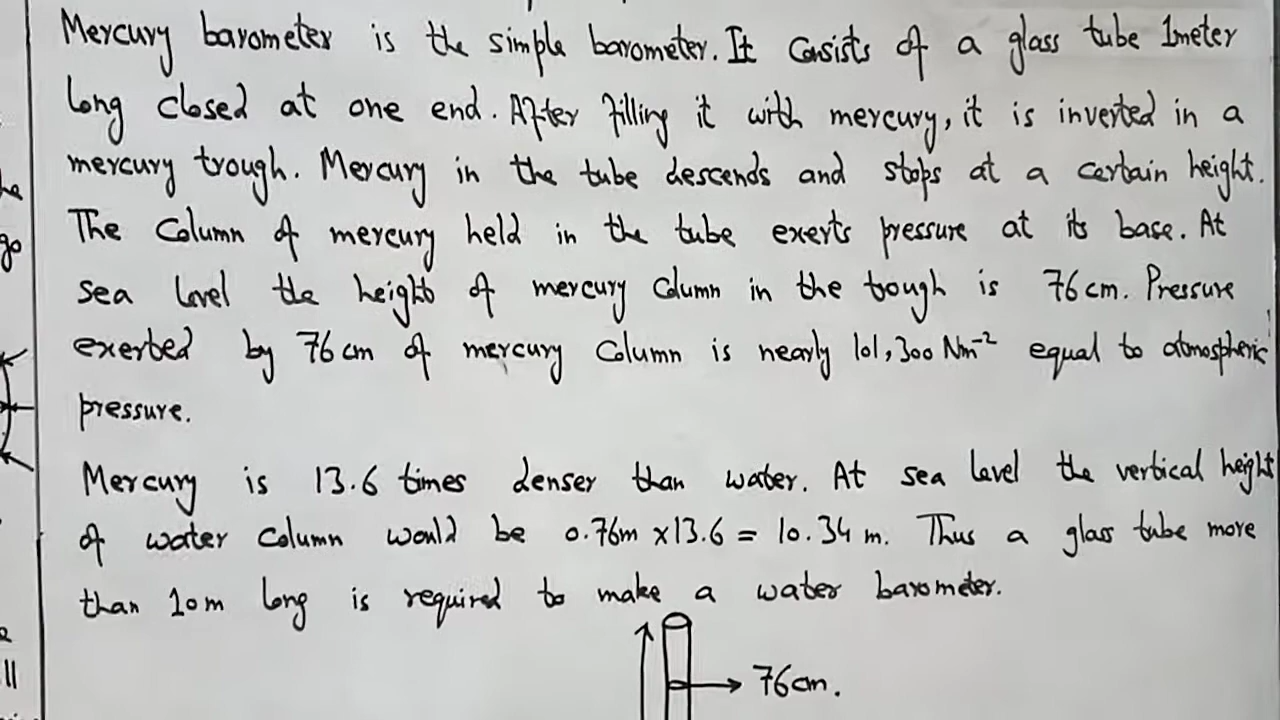 Mercury barometer is the simple barometer. It consists of a glass tube 1meter
long closed at one end. After filling it with mercury, it is inverted in a
mercury trough. Mercury in the tube descends and stops at a certain height.
The column of mercury held in the tube exerts pressure at its base. At
sea level the height of mercury column in the trough is 76cm. Pressure
exerted by 76cm of mercury column is nearly 101,300 Nm⁻² equal to atmospheric
pressure.
Mercury is 13.6 times denser than water. At sea level the vertical height
of water column would be 0.76m x13.6 = 10.34 m. Thus a glass tube more
than 10m long is required to make a water barometer.
76cm.